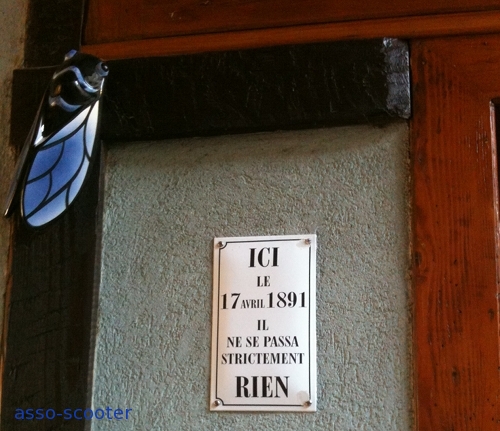 ICI
LE
17 AVRIL 1891
IL
NE SE PASSA
STRICTEMENT
RIEN
asso-scooter